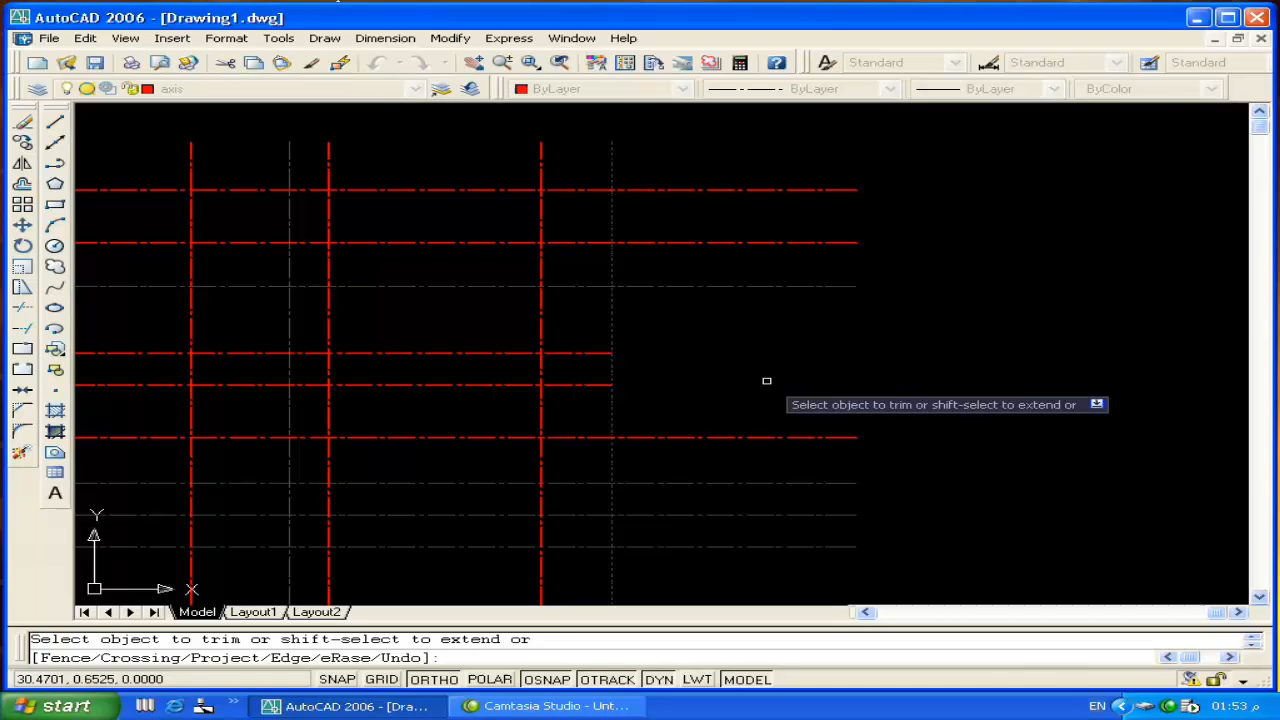 AutoCAD 2006 - [Drawing1.dwg]
File Edit View Insert Format Tools Draw Dimension Modify Express Window Help
Standard Standard Standard
axis ByLayer ByLayer ByLayer ByColor
Select object to trim or shift-select to extend or
A
Y
X
Model Layout1 Layout2
Select object to trim or shift-select to extend or
[Fence/Crossing/Project/Edge/eRase/Undo]:
30.4701, 0.6525, 0.0000 SNAP GRID ORTHO POLAR OSNAP OTRACK DYN LWT MODEL
start AutoCAD 2006 - [Dra... Camtasia Studio - Unt... EN 01:53 م